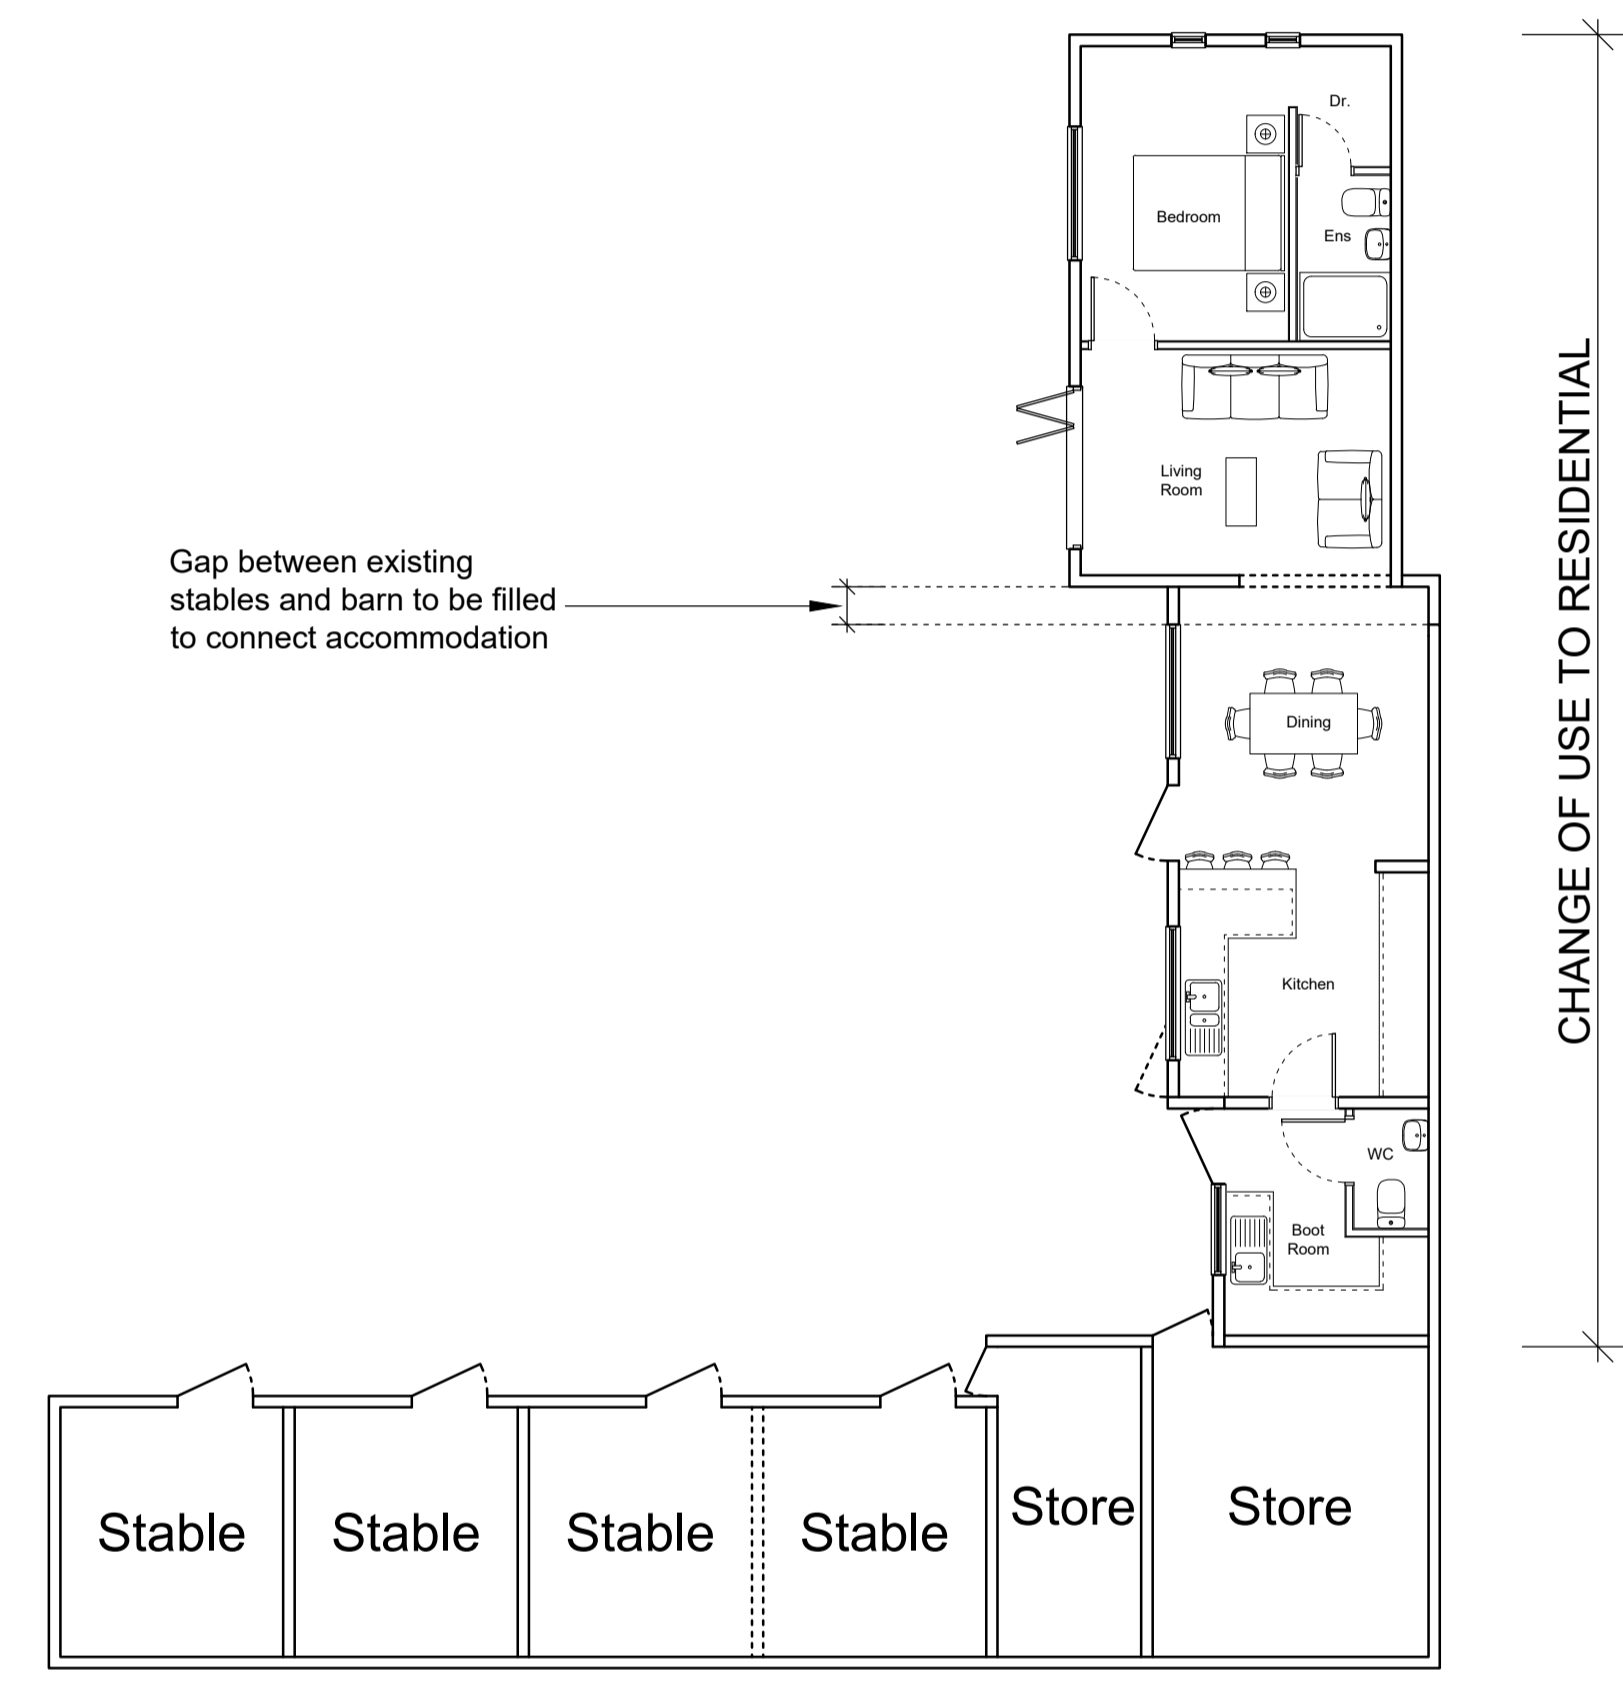 Dr.
Bedroom
Ens
Living
Room
Gap between existing
stables and barn to be filled
to connect accommodation
CHANGE OF USE TO RESIDENTIAL
Dining
Kitchen
WC
Boot
Room
Stable
Stable
Stable
Stable
Store
Store